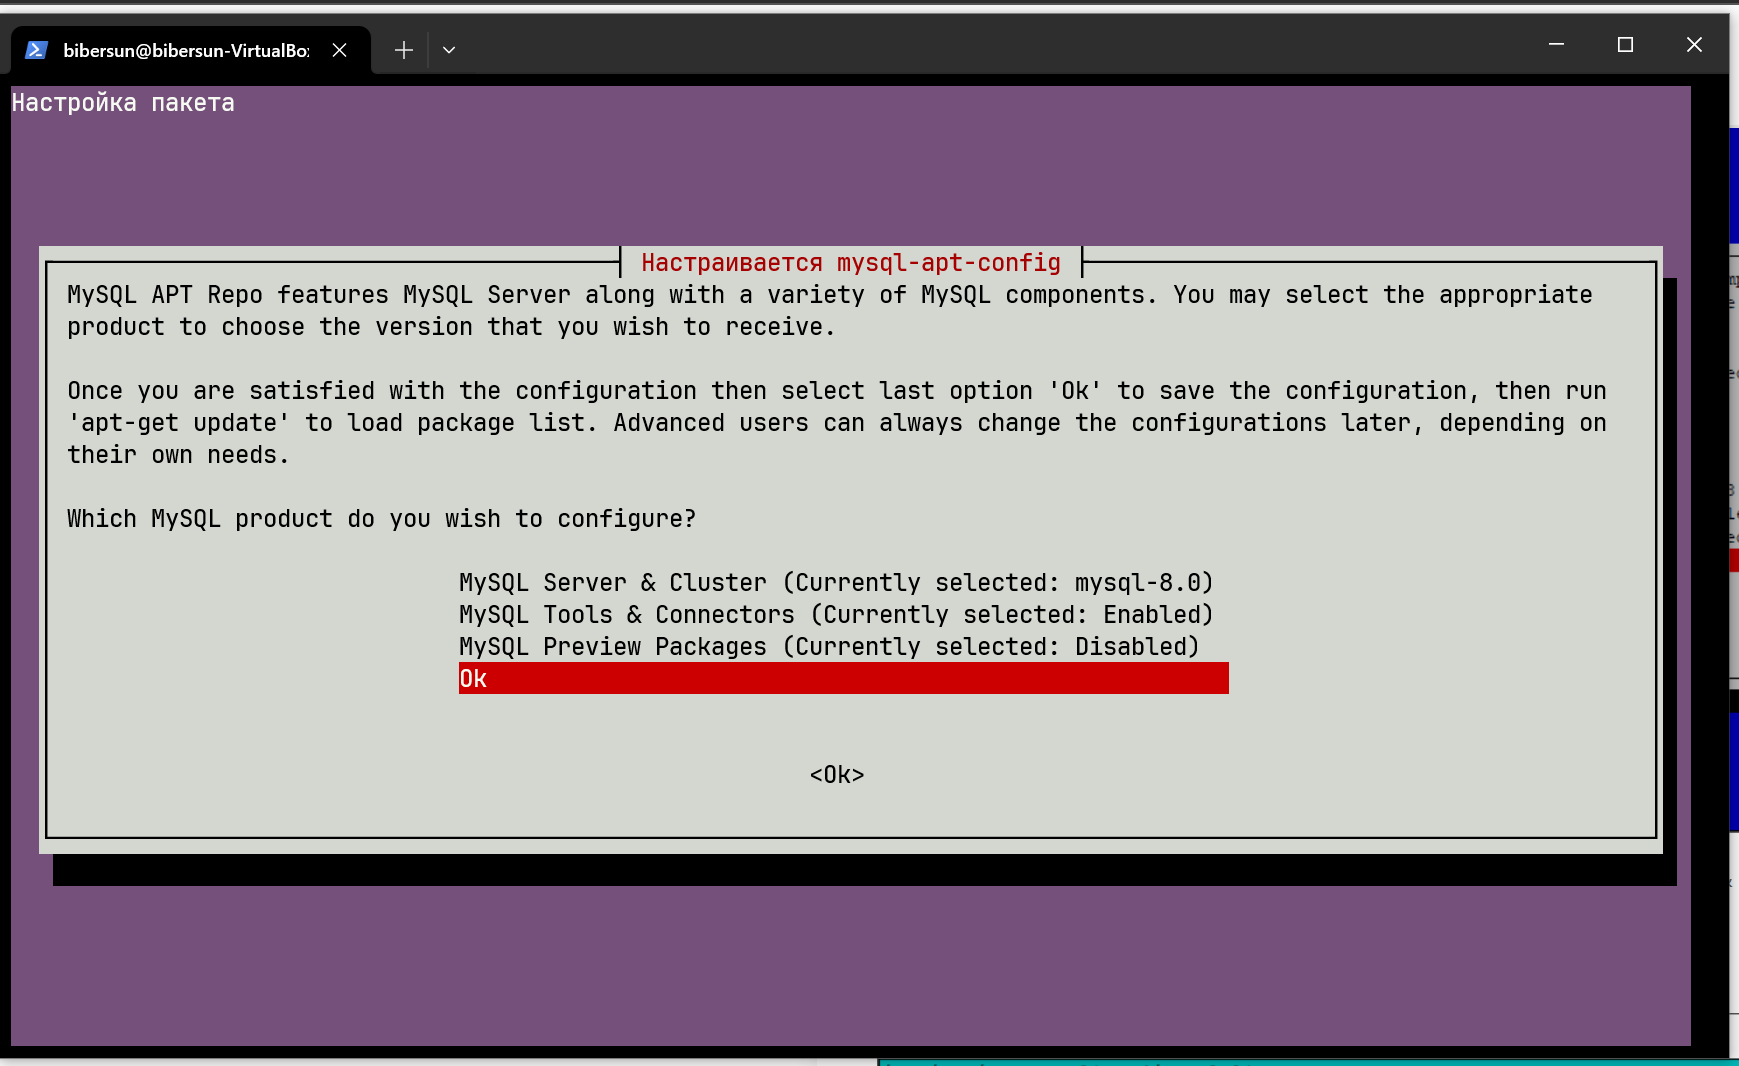 bibersun@bibersun-VirtualBo
Настройка пакета
Настраивается mysql-apt-config
MySQL APT Repo features MySQL Server along with a variety of MySQL components. You may select the appropriate
product to choose the version that you wish to receive.
Once you are satisfied with the configuration then select last option 'Ok' to save the configuration, then run
'apt-get update' to load package list. Advanced users can always change the configurations later, depending on
their own needs.
Which MySQL product do you wish to configure?
MySQL Server & Cluster (Currently selected: mysql-8.0)
MySQL Tools & Connectors (Currently selected: Enabled)
MySQL Preview Packages (Currently selected: Disabled)
Ok
<Ok>